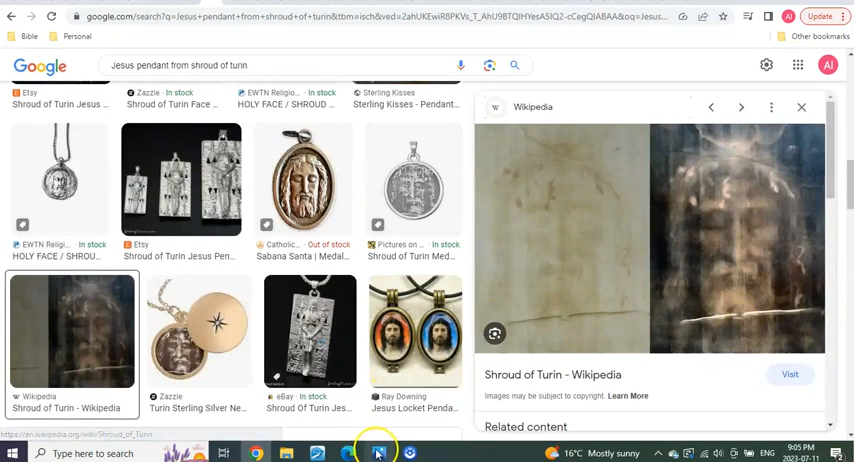 google.com/search?q=Jesus+pendant+from+shroud+of+turin&tbm=isch&ved=2ahUKEwiR8PKVs_T_AhU9BTQIHYesA5IQ2-cCegQIABAA&oq=Jesus...
AI
Update
Bible
Personal
Other bookmarks
Google
Jesus pendant from shroud of turin
AI
Etsy
Shroud of Turin Jesus ...
Zazzle · In stock
Shroud of Turin Face ...
EWTN Religio... · In stock
HOLY FACE / SHROUD ...
Sterling Kisses
Sterling Kisses - Pendant...
EWTN Religi... · In stock
HOLY FACE / SHROU...
Etsy
Shroud of Turin Jesus Pen...
Catholic... · Out of stock
Sabana Santa | Medal...
Pictures on ... · In stock
Shroud of Turin Med...
W Wikipedia
Shroud of Turin - Wikipedia
Zazzle
Turin Sterling Silver Ne...
eBay · In stock
Shroud Of Turin Jes...
Ray Downing
Jesus Locket Penda...
W Wikipedia
Shroud of Turin - Wikipedia
Visit
Images may be subject to copyright. Learn More
Related content
https://en.wikipedia.org/wiki/Shroud_of_Turin
Type here to search
16°C Mostly sunny
ENG
9:05 PM
2023-07-11
2